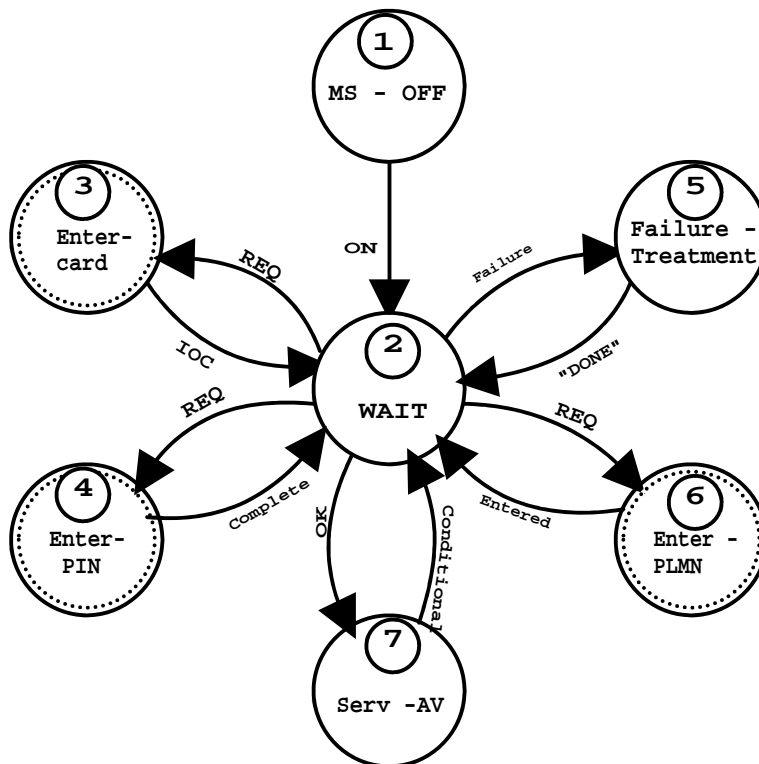 1
MS - OFF
3
Enter-
card
5
Failure -
Treatment
ON
REQ
Failure
IOC
2
WAIT
"DONE"
REQ
REQ
4
Enter-
PIN
Complete
OK
Conditional
Entered
6
Enter -
PLMN
7
Serv -AV